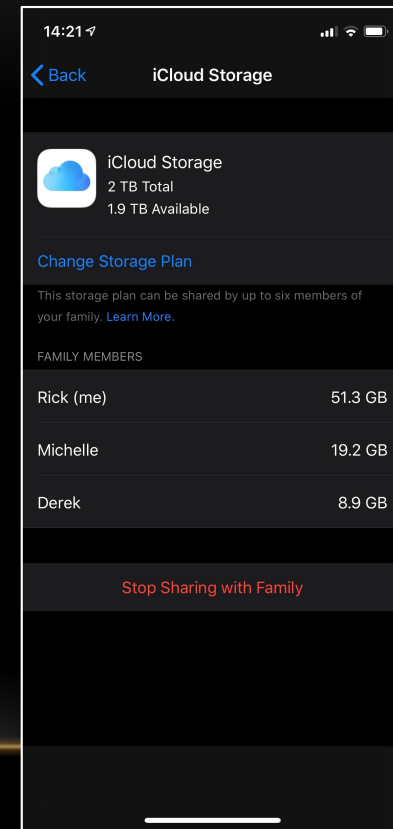 14:21
Back
iCloud Storage
iCloud Storage
2 TB Total
1.9 TB Available
Change Storage Plan
This storage plan can be shared by up to six members of
your family. Learn More.
FAMILY MEMBERS
Rick (me) 51.3 GB
Michelle 19.2 GB
Derek 8.9 GB
Stop Sharing with Family